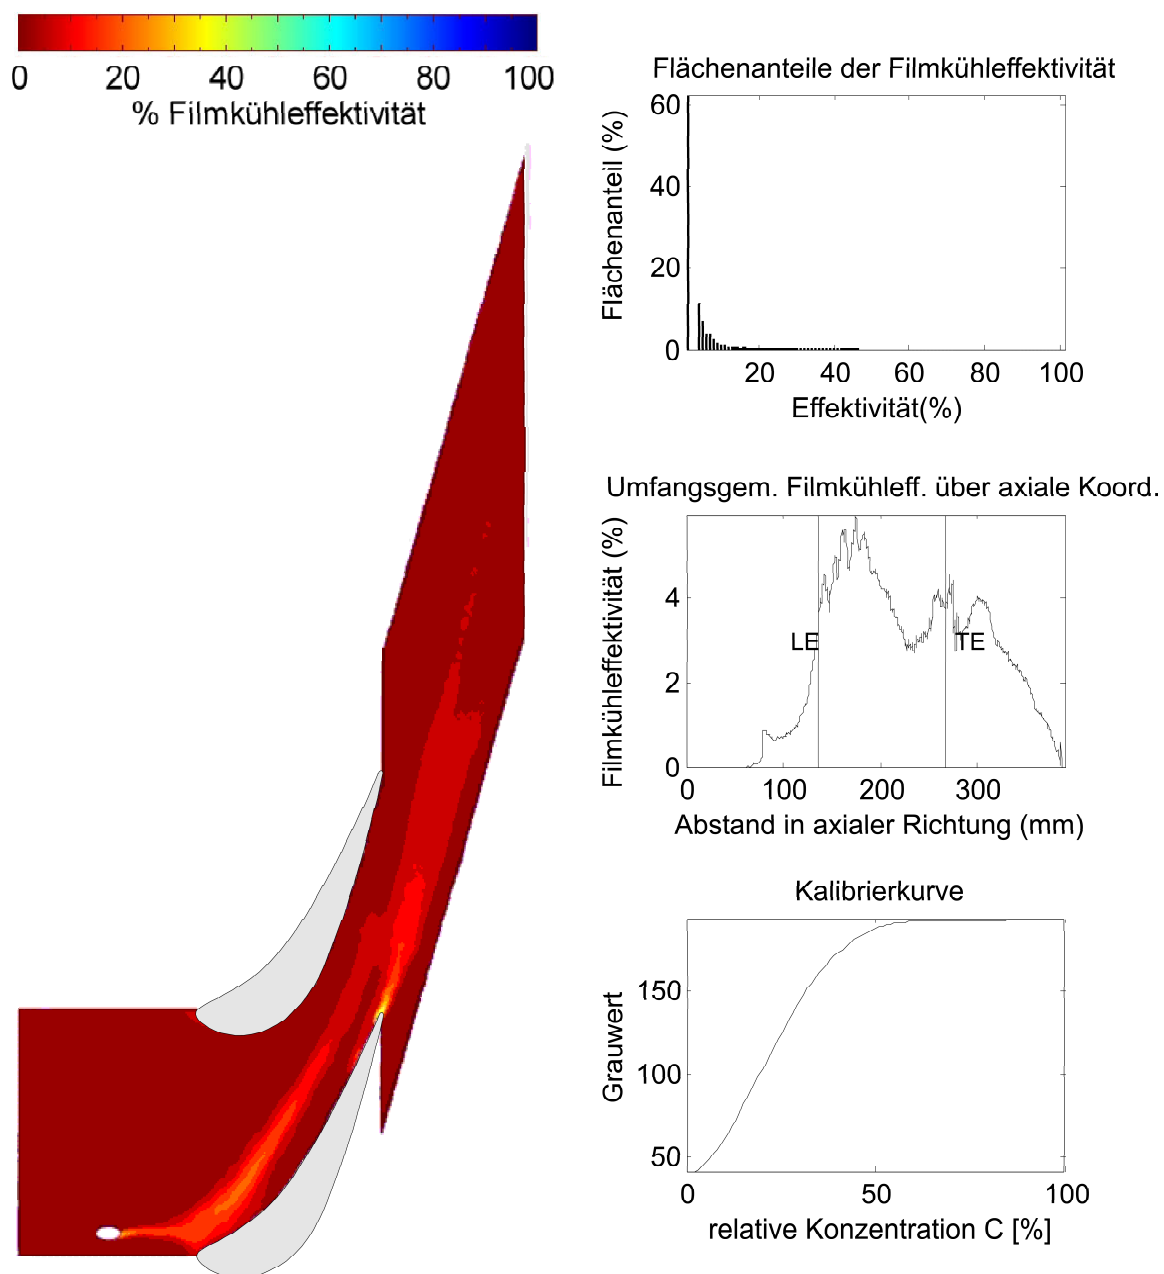 0 20 40 60 80 100
% Filmkühleffektivität
Flächenanteile der Filmkühleffektivität
60
40
20
0
Flächenanteil (%)
20 40 60 80 100
Effektivität(%)
Umfangsgem. Filmkühleff. über axiale Koord.
4
2
0
Filmkühleffektivität (%)
LE TE
0 100 200 300
Abstand in axialer Richtung (mm)
Kalibrierkurve
150
100
50
Grauwert
0 50 100
relative Konzentration C [%]